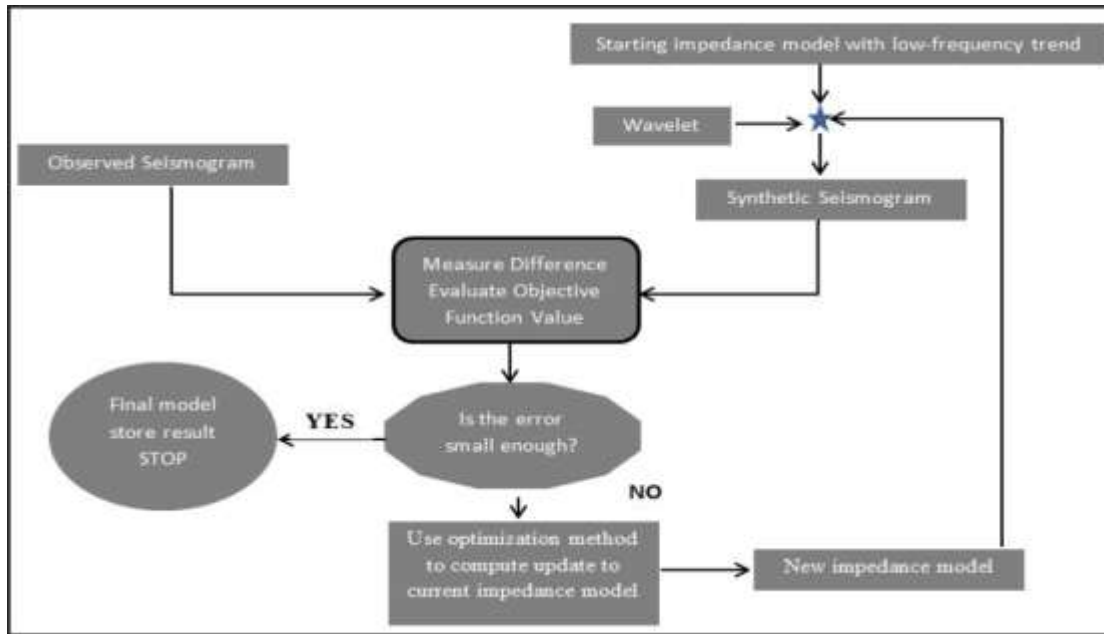 Starting impedance model with low-frequency trend
Wavelet
Observed Seismogram
Synthetic Seismogram
Measure Difference
Evaluate Objective
Function Value
Final model
store result
STOP
YES
Is the error
small enough?
NO
Use optimization method
to compute update to
current impedance model
New impedance model